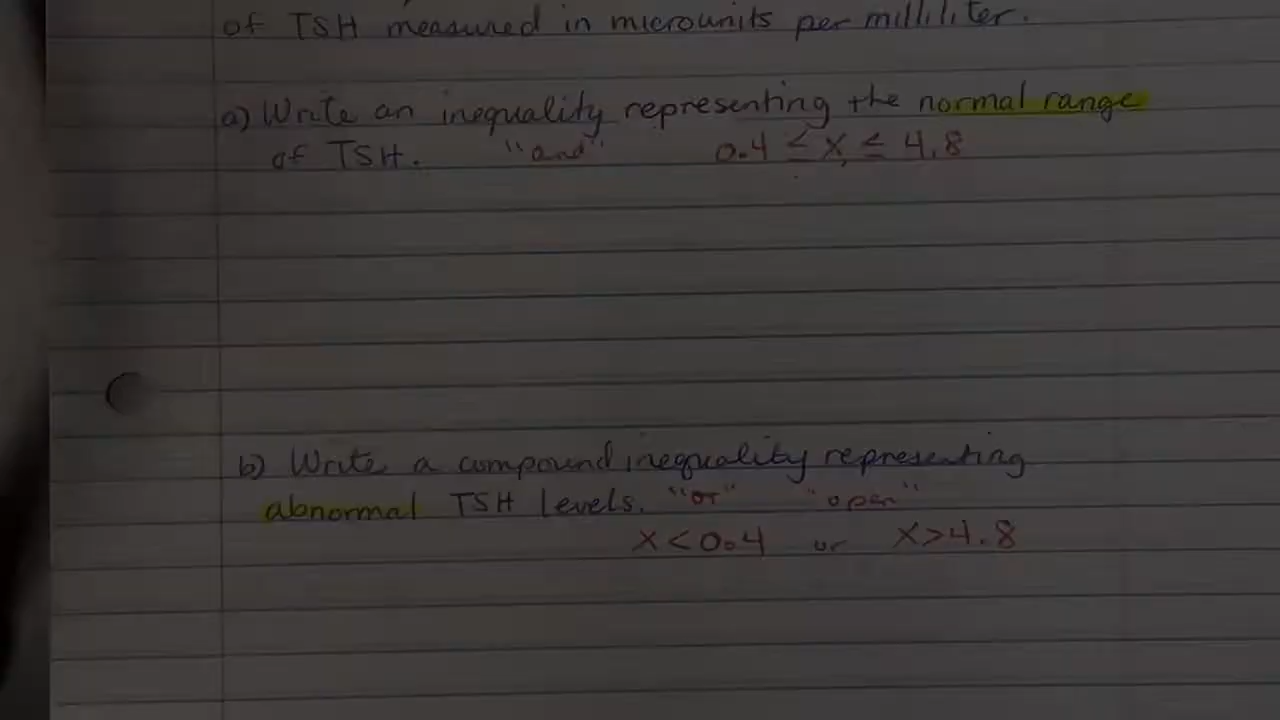 of TSH measured in microunits per milliliter.
a) Write an inequality representing the normal range
of TSH. "and" 0.4 ≤ x ≤ 4.8
b) Write a compound inequality representing
abnormal TSH levels. "or" "open"
x < 0.4 or x > 4.8